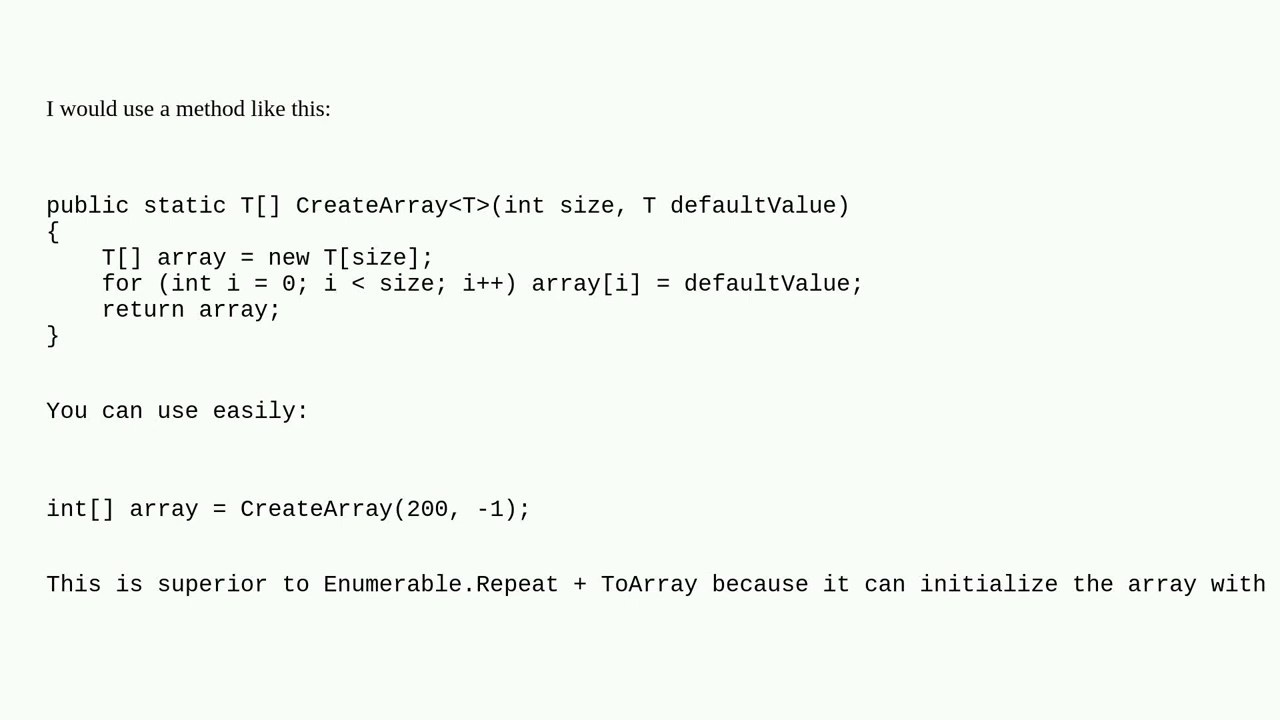 I would use a method like this:
public static T[] CreateArray<T>(int size, T defaultValue)
{
    T[] array = new T[size];
    for (int i = 0; i < size; i++) array[i] = defaultValue;
    return array;
}
You can use easily:
int[] array = CreateArray(200, -1);
This is superior to Enumerable.Repeat + ToArray because it can initialize the array with